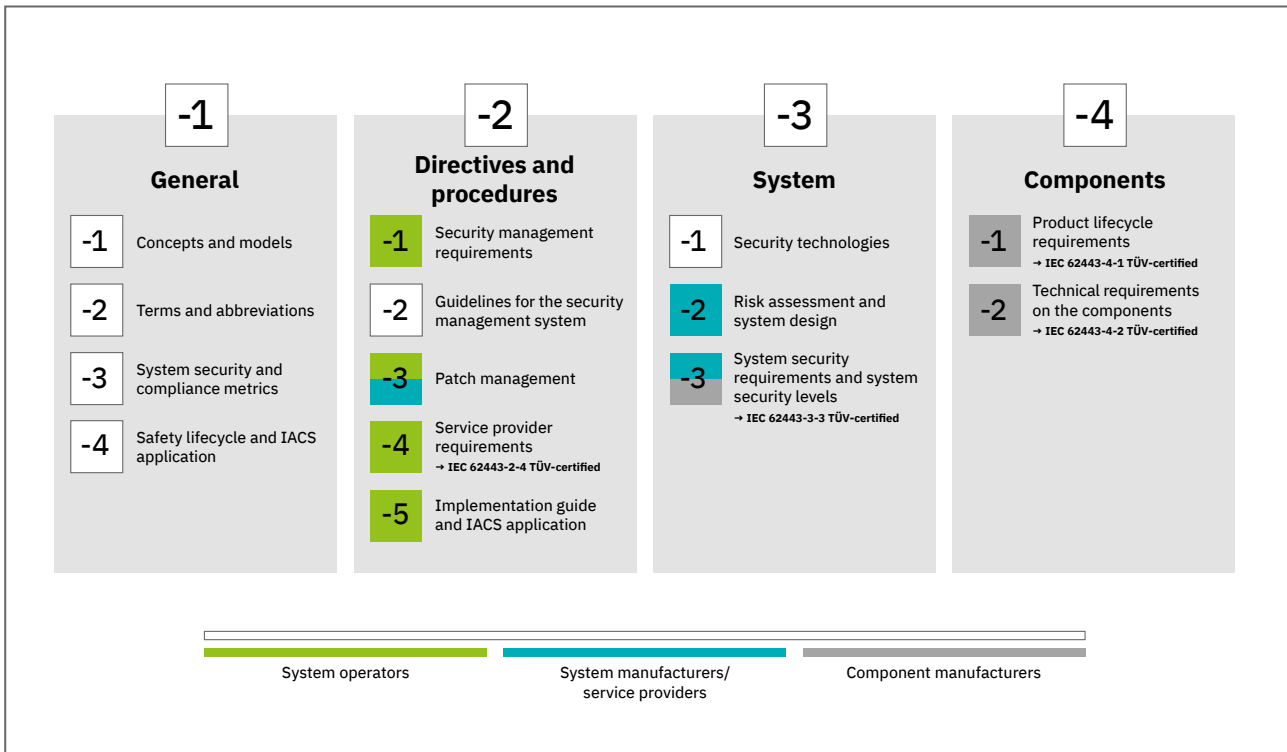 -1
General
-1
Concepts and models
-2
Terms and abbreviations
-3
System security and
compliance metrics
-4
Safety lifecycle and IACS
application
-2
Directives and
procedures
-1
Security management
requirements
-2
Guidelines for the security
management system
-3
Patch management
-4
Service provider
requirements
→ IEC 62443-2-4 TÜV-certified
-5
Implementation guide
and IACS application
-3
System
-1
Security technologies
-2
Risk assessment and
system design
-3
System security
requirements and system
security levels
→ IEC 62443-3-3 TÜV-certified
-4
Components
-1
Product lifecycle
requirements
→ IEC 62443-4-1 TÜV-certified
-2
Technical requirements
on the components
→ IEC 62443-4-2 TÜV-certified
System operators
System manufacturers/
service providers
Component manufacturers